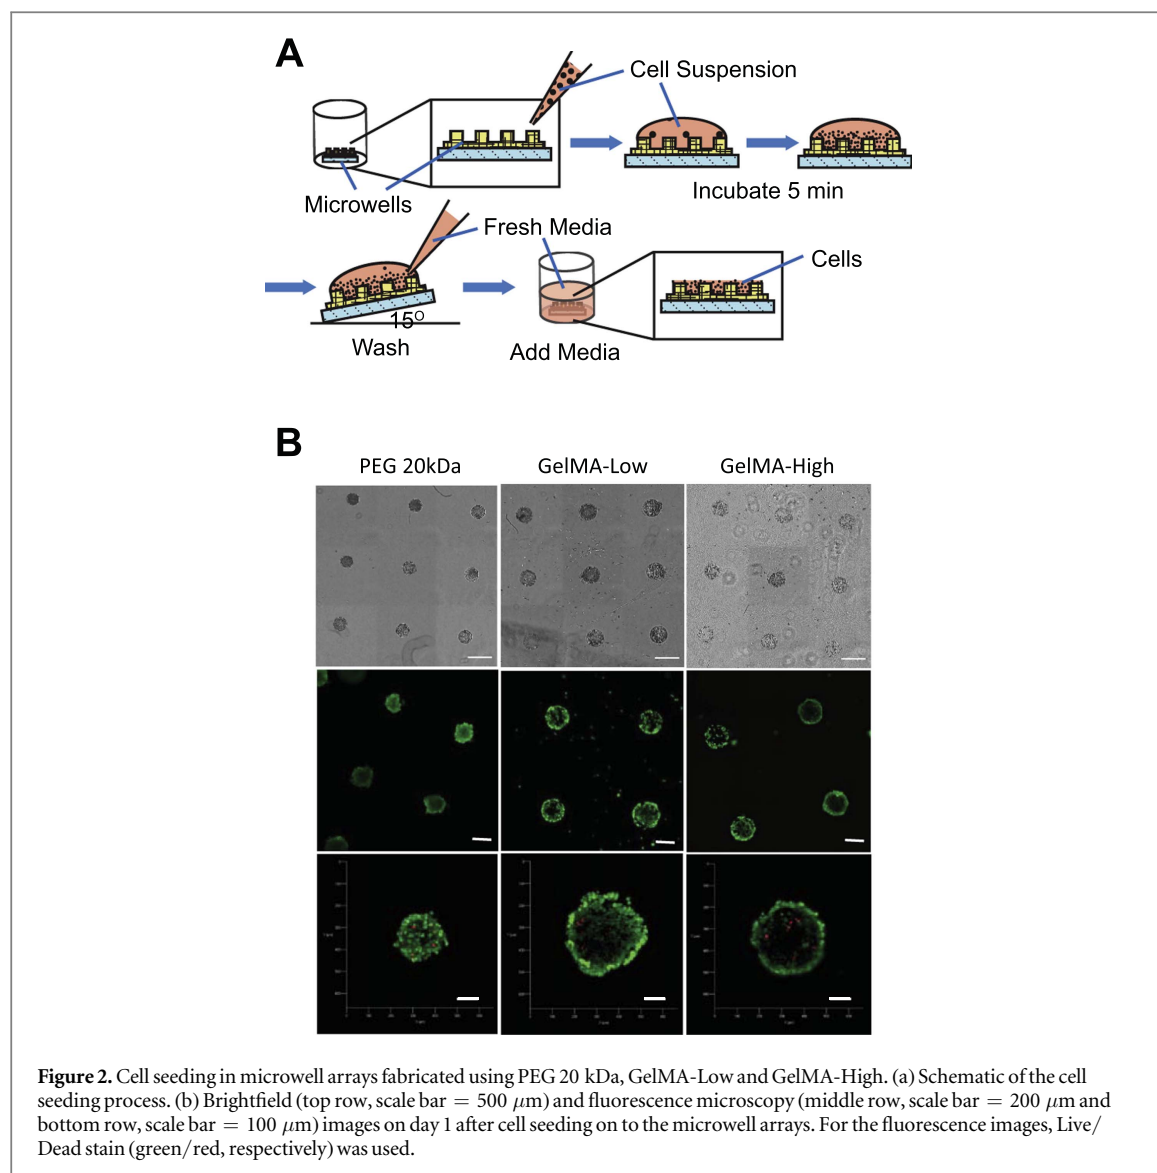 A
Cell Suspension
Microwells
Incubate 5 min
Fresh Media
Cells
15O
Wash
Add Media
B
PEG 20kDa
GelMA-Low
GelMA-High
Figure 2. Cell seeding in microwell arrays fabricated using PEG 20 kDa, GelMA-Low and GelMA-High. (a) Schematic of the cell
seeding process. (b) Brightfield (top row, scale bar = 500 μm) and fluorescence microscopy (middle row, scale bar = 200 μm and
bottom row, scale bar = 100 μm) images on day 1 after cell seeding on to the microwell arrays. For the fluorescence images, Live/
Dead stain (green/red, respectively) was used.